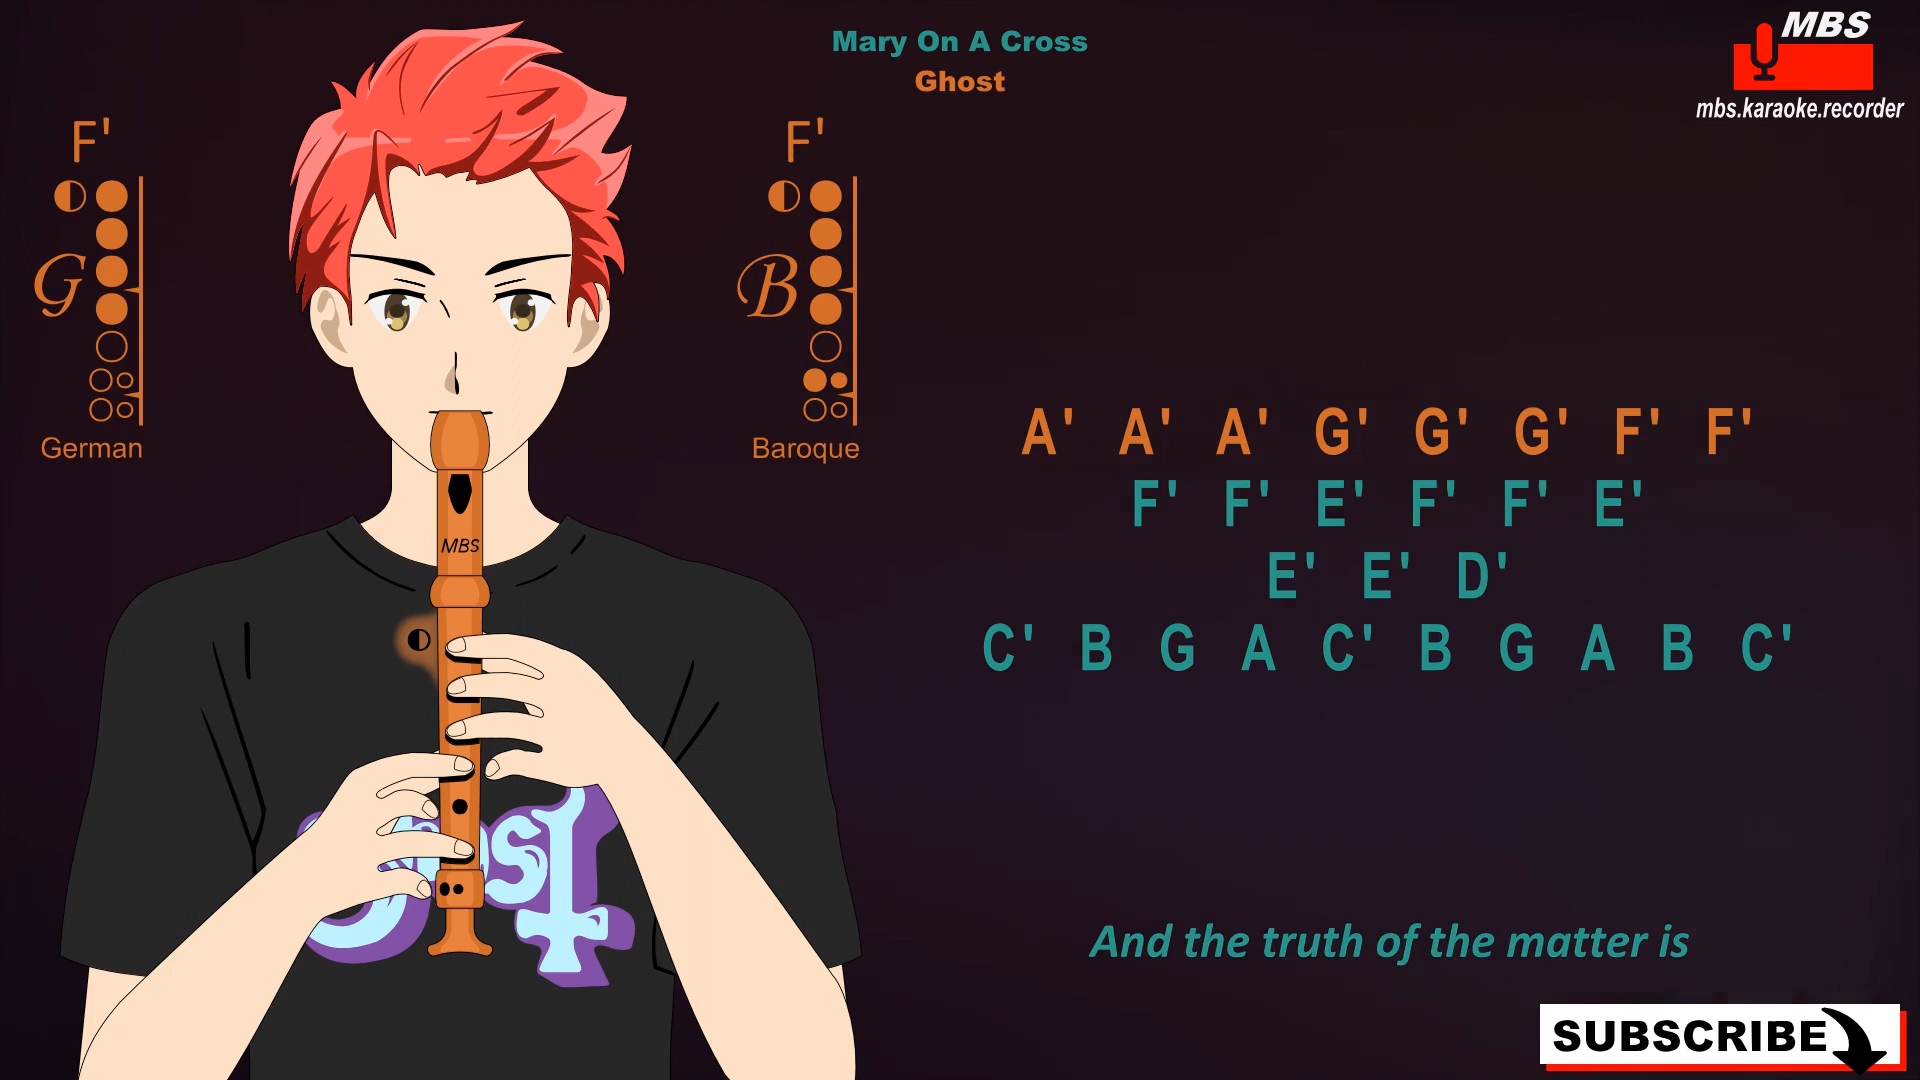 Mary On A Cross
Ghost
MBS
mbs.karaoke.recorder
F'
G
German
F'
B
Baroque
A' A' A' G' G' G' F' F'
F' F' E' F' F' E'
E' E' D'
C' B G A C' B G A B C'
MBS
And the truth of the matter is
SUBSCRIBE